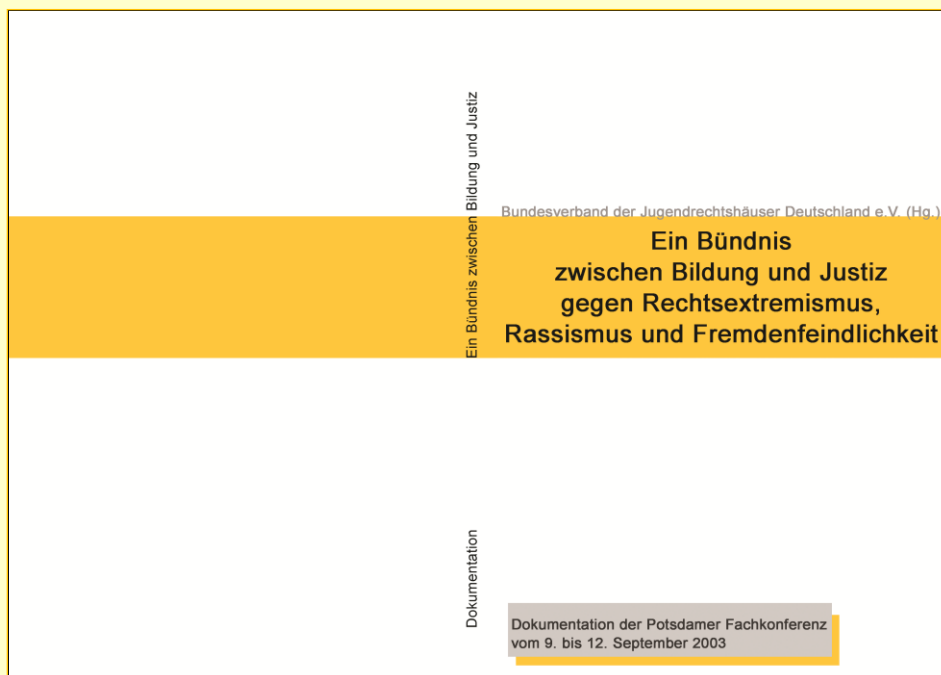 Ein Bündnis zwischen Bildung und Justiz
Dokumentation
Bundesverband der Jugendrechtshäuser Deutschland e.V. (Hg.)
Ein Bündnis
zwischen Bildung und Justiz
gegen Rechtsextremismus,
Rassismus und Fremdenfeindlichkeit
Dokumentation der Potsdamer Fachkonferenz
vom 9. bis 12. September 2003